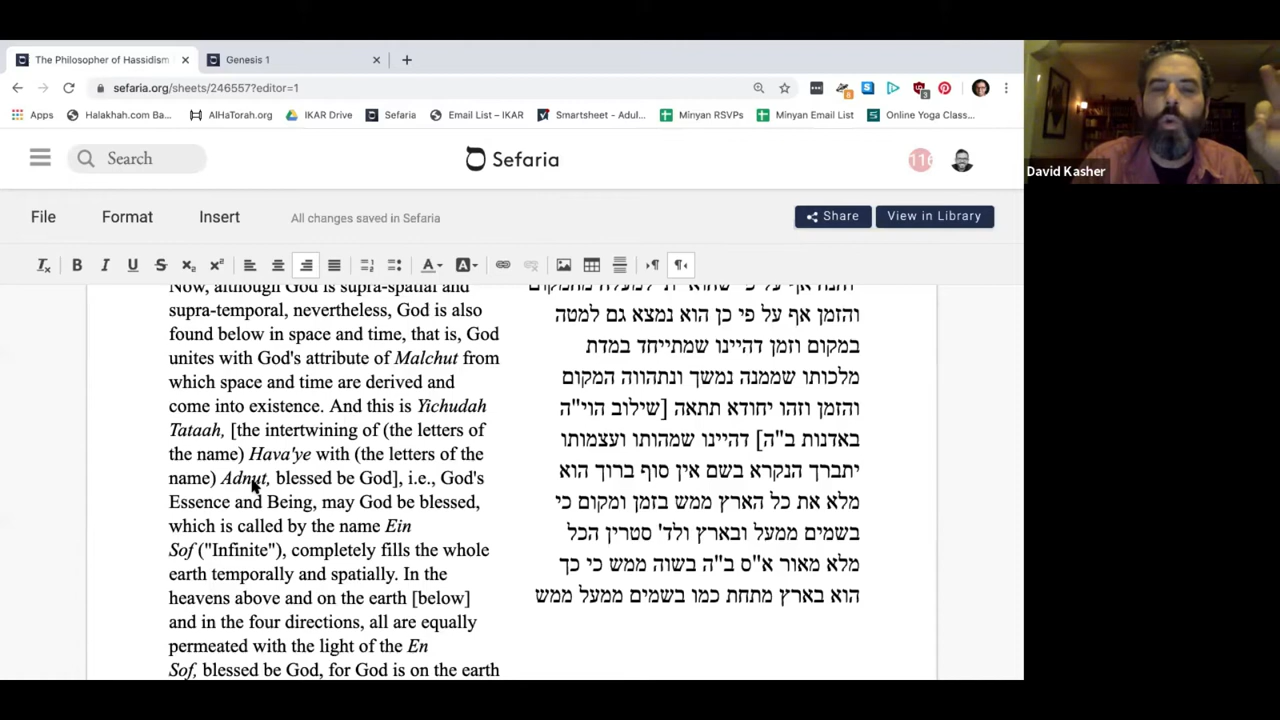 The Philosopher of Hassidism
Genesis 1
sefaria.org/sheets/246557?editor=1
Apps
Halakhah.com Ba...
AlHaTorah.org
IKAR Drive
Sefaria
Email List – IKAR
Smartsheet - Adul...
Minyan RSVPs
Minyan Email List
Online Yoga Class...
Search
Sefaria
116
File Format Insert All changes saved in Sefaria
Share
View in Library
David Kasher
Now, although God is supra-spatial and
supra-temporal, nevertheless, God is also
found below in space and time, that is, God
unites with God's attribute of Malchut from
which space and time are derived and
come into existence. And this is Yichudah
Tataah, [the intertwining of (the letters of
the name) Hava'ye with (the letters of the
name) Adnut, blessed be God], i.e., God's
Essence and Being, may God be blessed,
which is called by the name Ein
Sof ("Infinite"), completely fills the whole
earth temporally and spatially. In the
heavens above and on the earth [below]
and in the four directions, all are equally
permeated with the light of the En
Sof, blessed be God, for God is on the earth
והזמן אף על פי כן הוא נמצא גם למטה
במקום וזמן דהיינו שמתייחד במדת
מלכותו שממנה נמשך ונתהווה המקום
והזמן וזהו יחודא תתאה [שילוב הוי"ה
באדנות ב"ה] דהיינו שמהותו ועצמותו
יתברך הנקרא בשם אין סוף ברוך הוא
מלא את כל הארץ ממש בזמן ומקום כי
בשמים ממעל ובארץ ולד' סטרין הכל
מלא מאור א"ס ב"ה בשוה ממש כי כך
הוא בארץ מתחת כמו בשמים ממעל ממש